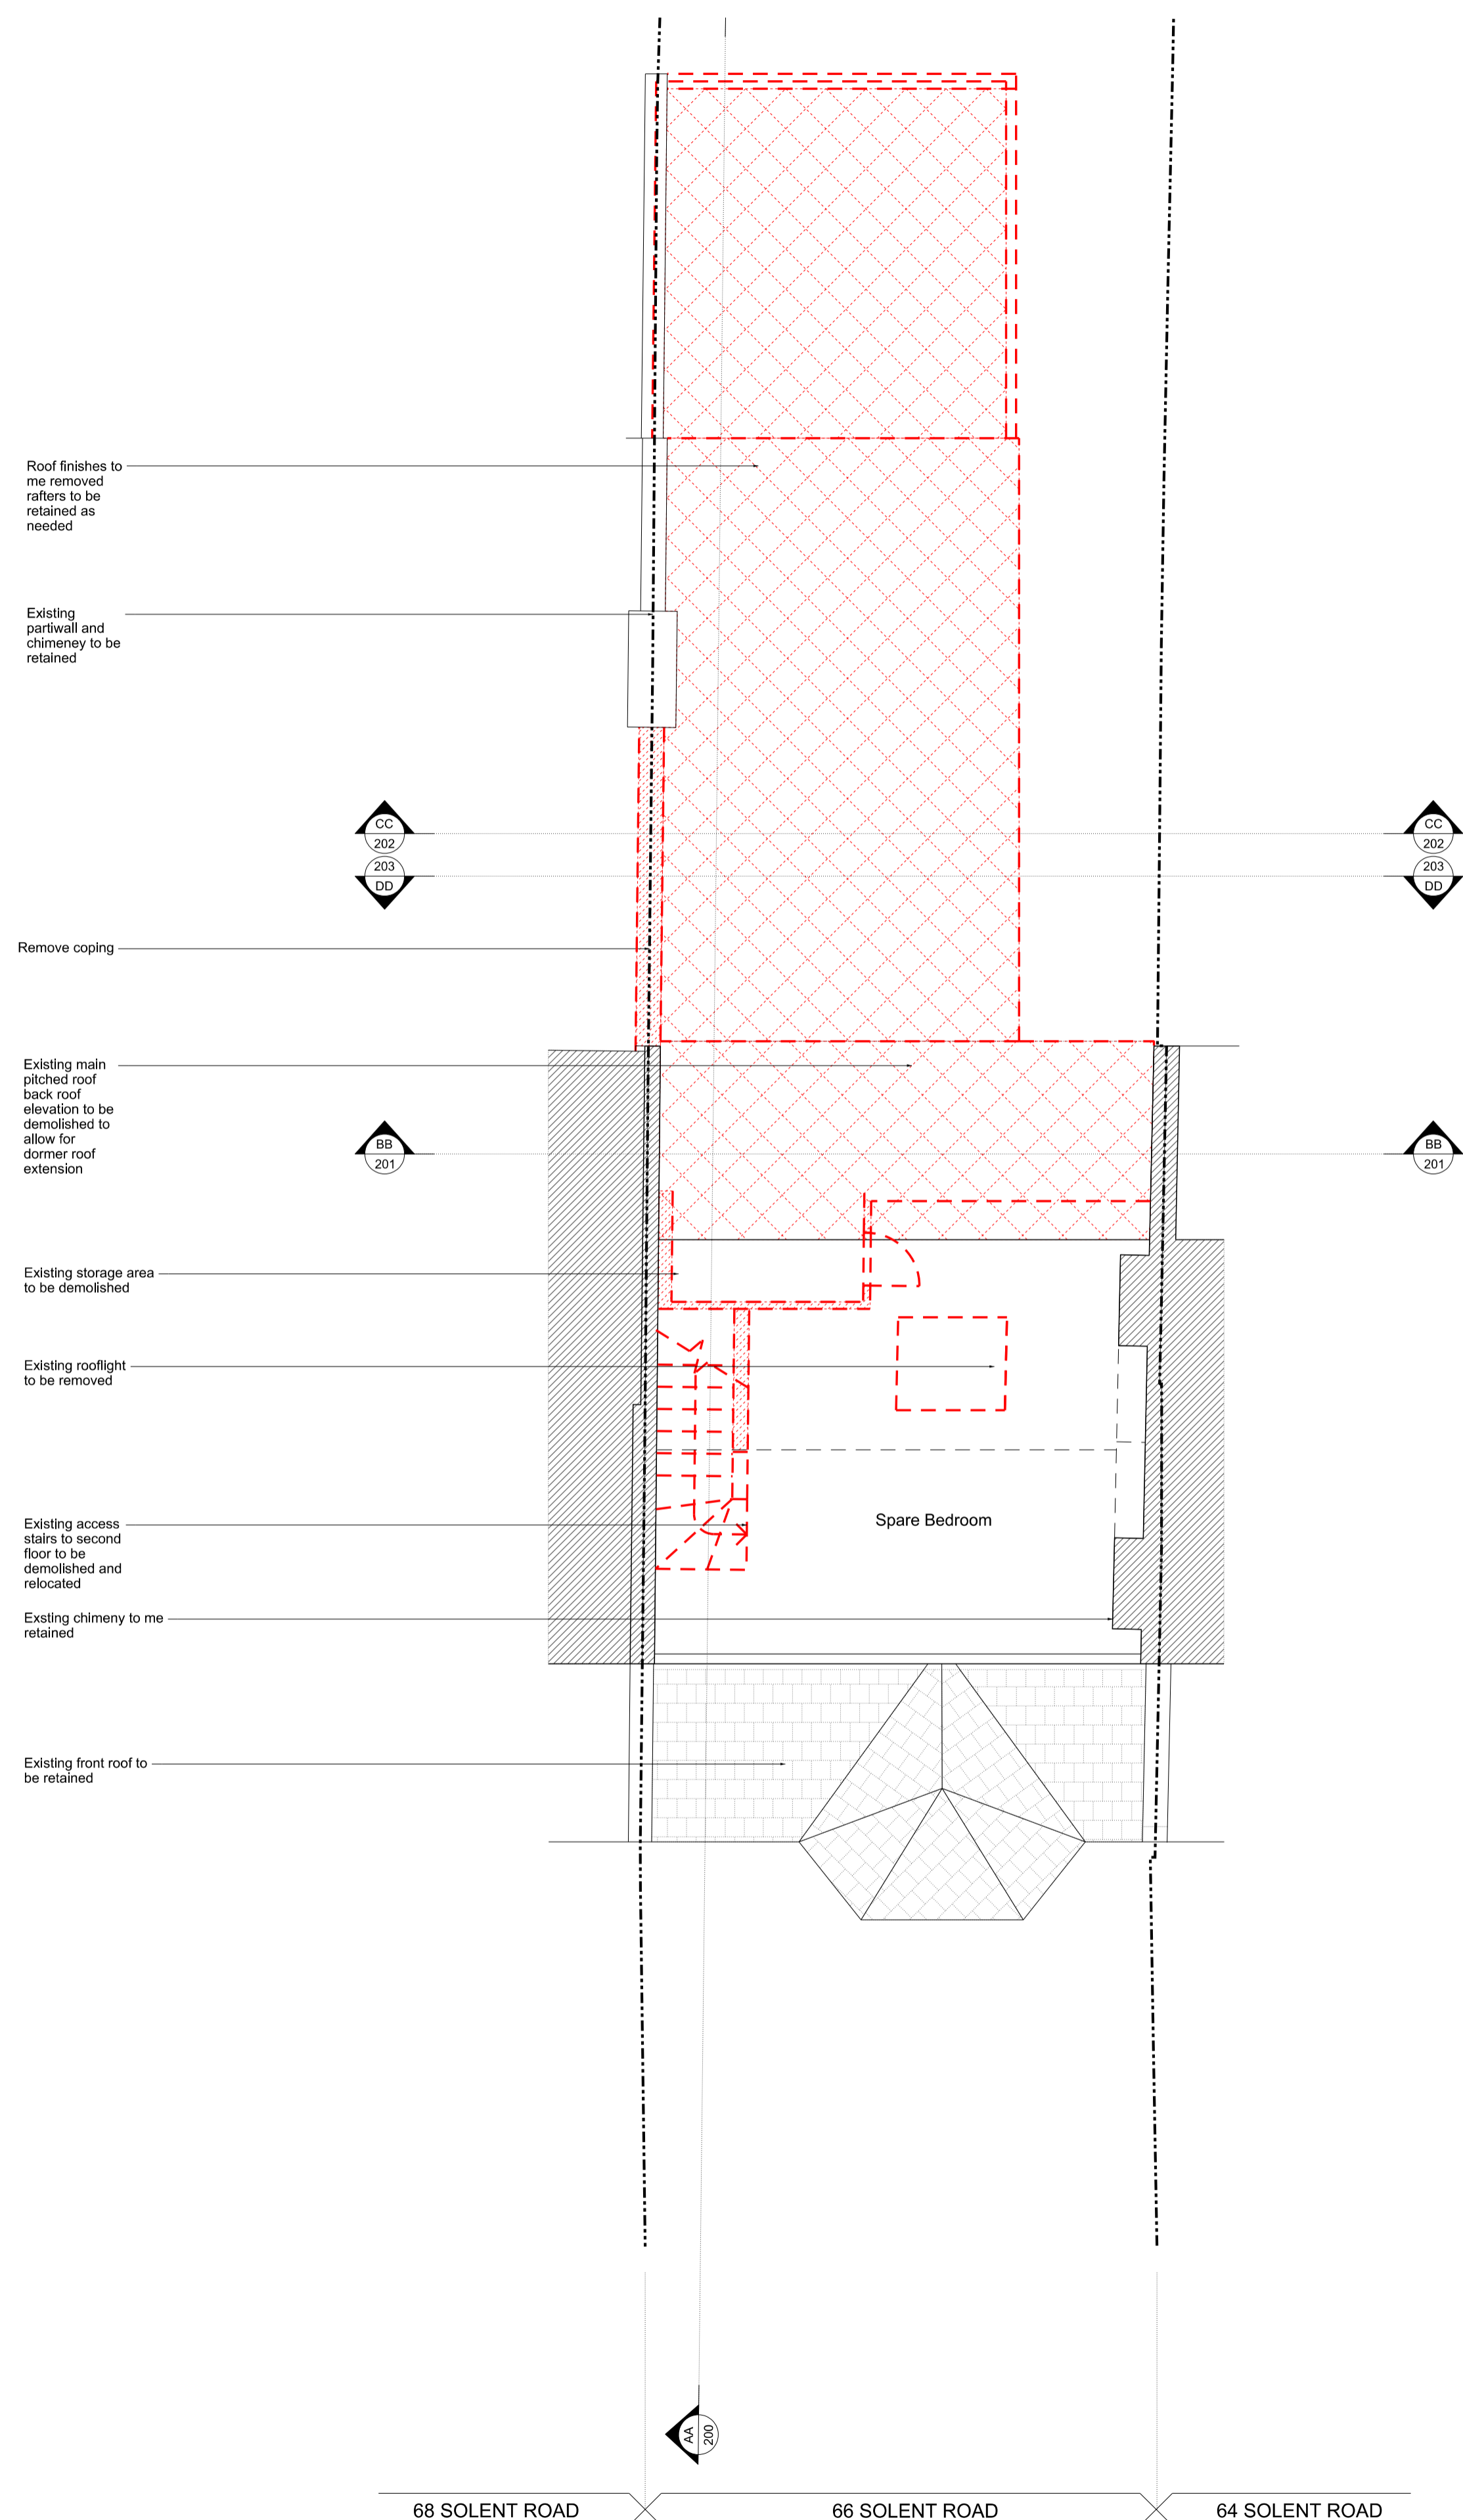 Roof finishes to
me removed
rafters to be
retained as
needed
Existing
partiwall and
chimeney to be
retained
CC
202
CC
202
203
DD
203
DD
Remove coping
Existing main
pitched roof
back roof
elevation to be
demolished to
allow for
dormer roof
extension
BB
201
BB
201
Existing storage area
to be demolished
Existing rooflight
to be removed
Spare Bedroom
Existing access
stairs to second
floor to be
demolished and
relocated
Exsting chimeny to me
retained
Existing front roof to
be retained
AA
200
68 SOLENT ROAD
66 SOLENT ROAD
64 SOLENT ROAD